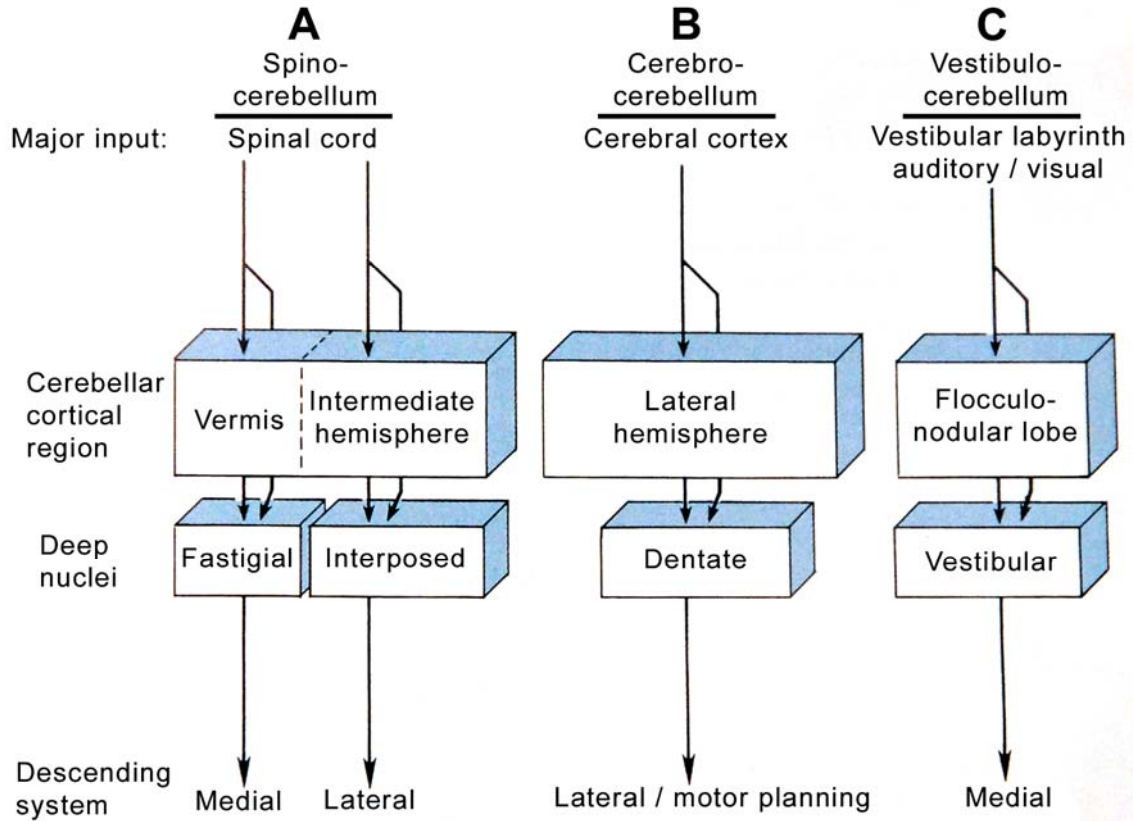 A
Spino-
cerebellum
B
Cerebro-
cerebellum
C
Vestibulo-
cerebellum
Major input:
Spinal cord
Cerebral cortex
Vestibular labyrinth
auditory / visual
Cerebellar
cortical
region
Vermis
Intermediate
hemisphere
Lateral
hemisphere
Flocculo-
nodular lobe
Deep
nuclei
Fastigial
Interposed
Dentate
Vestibular
Descending
system
Medial
Lateral
Lateral / motor planning
Medial